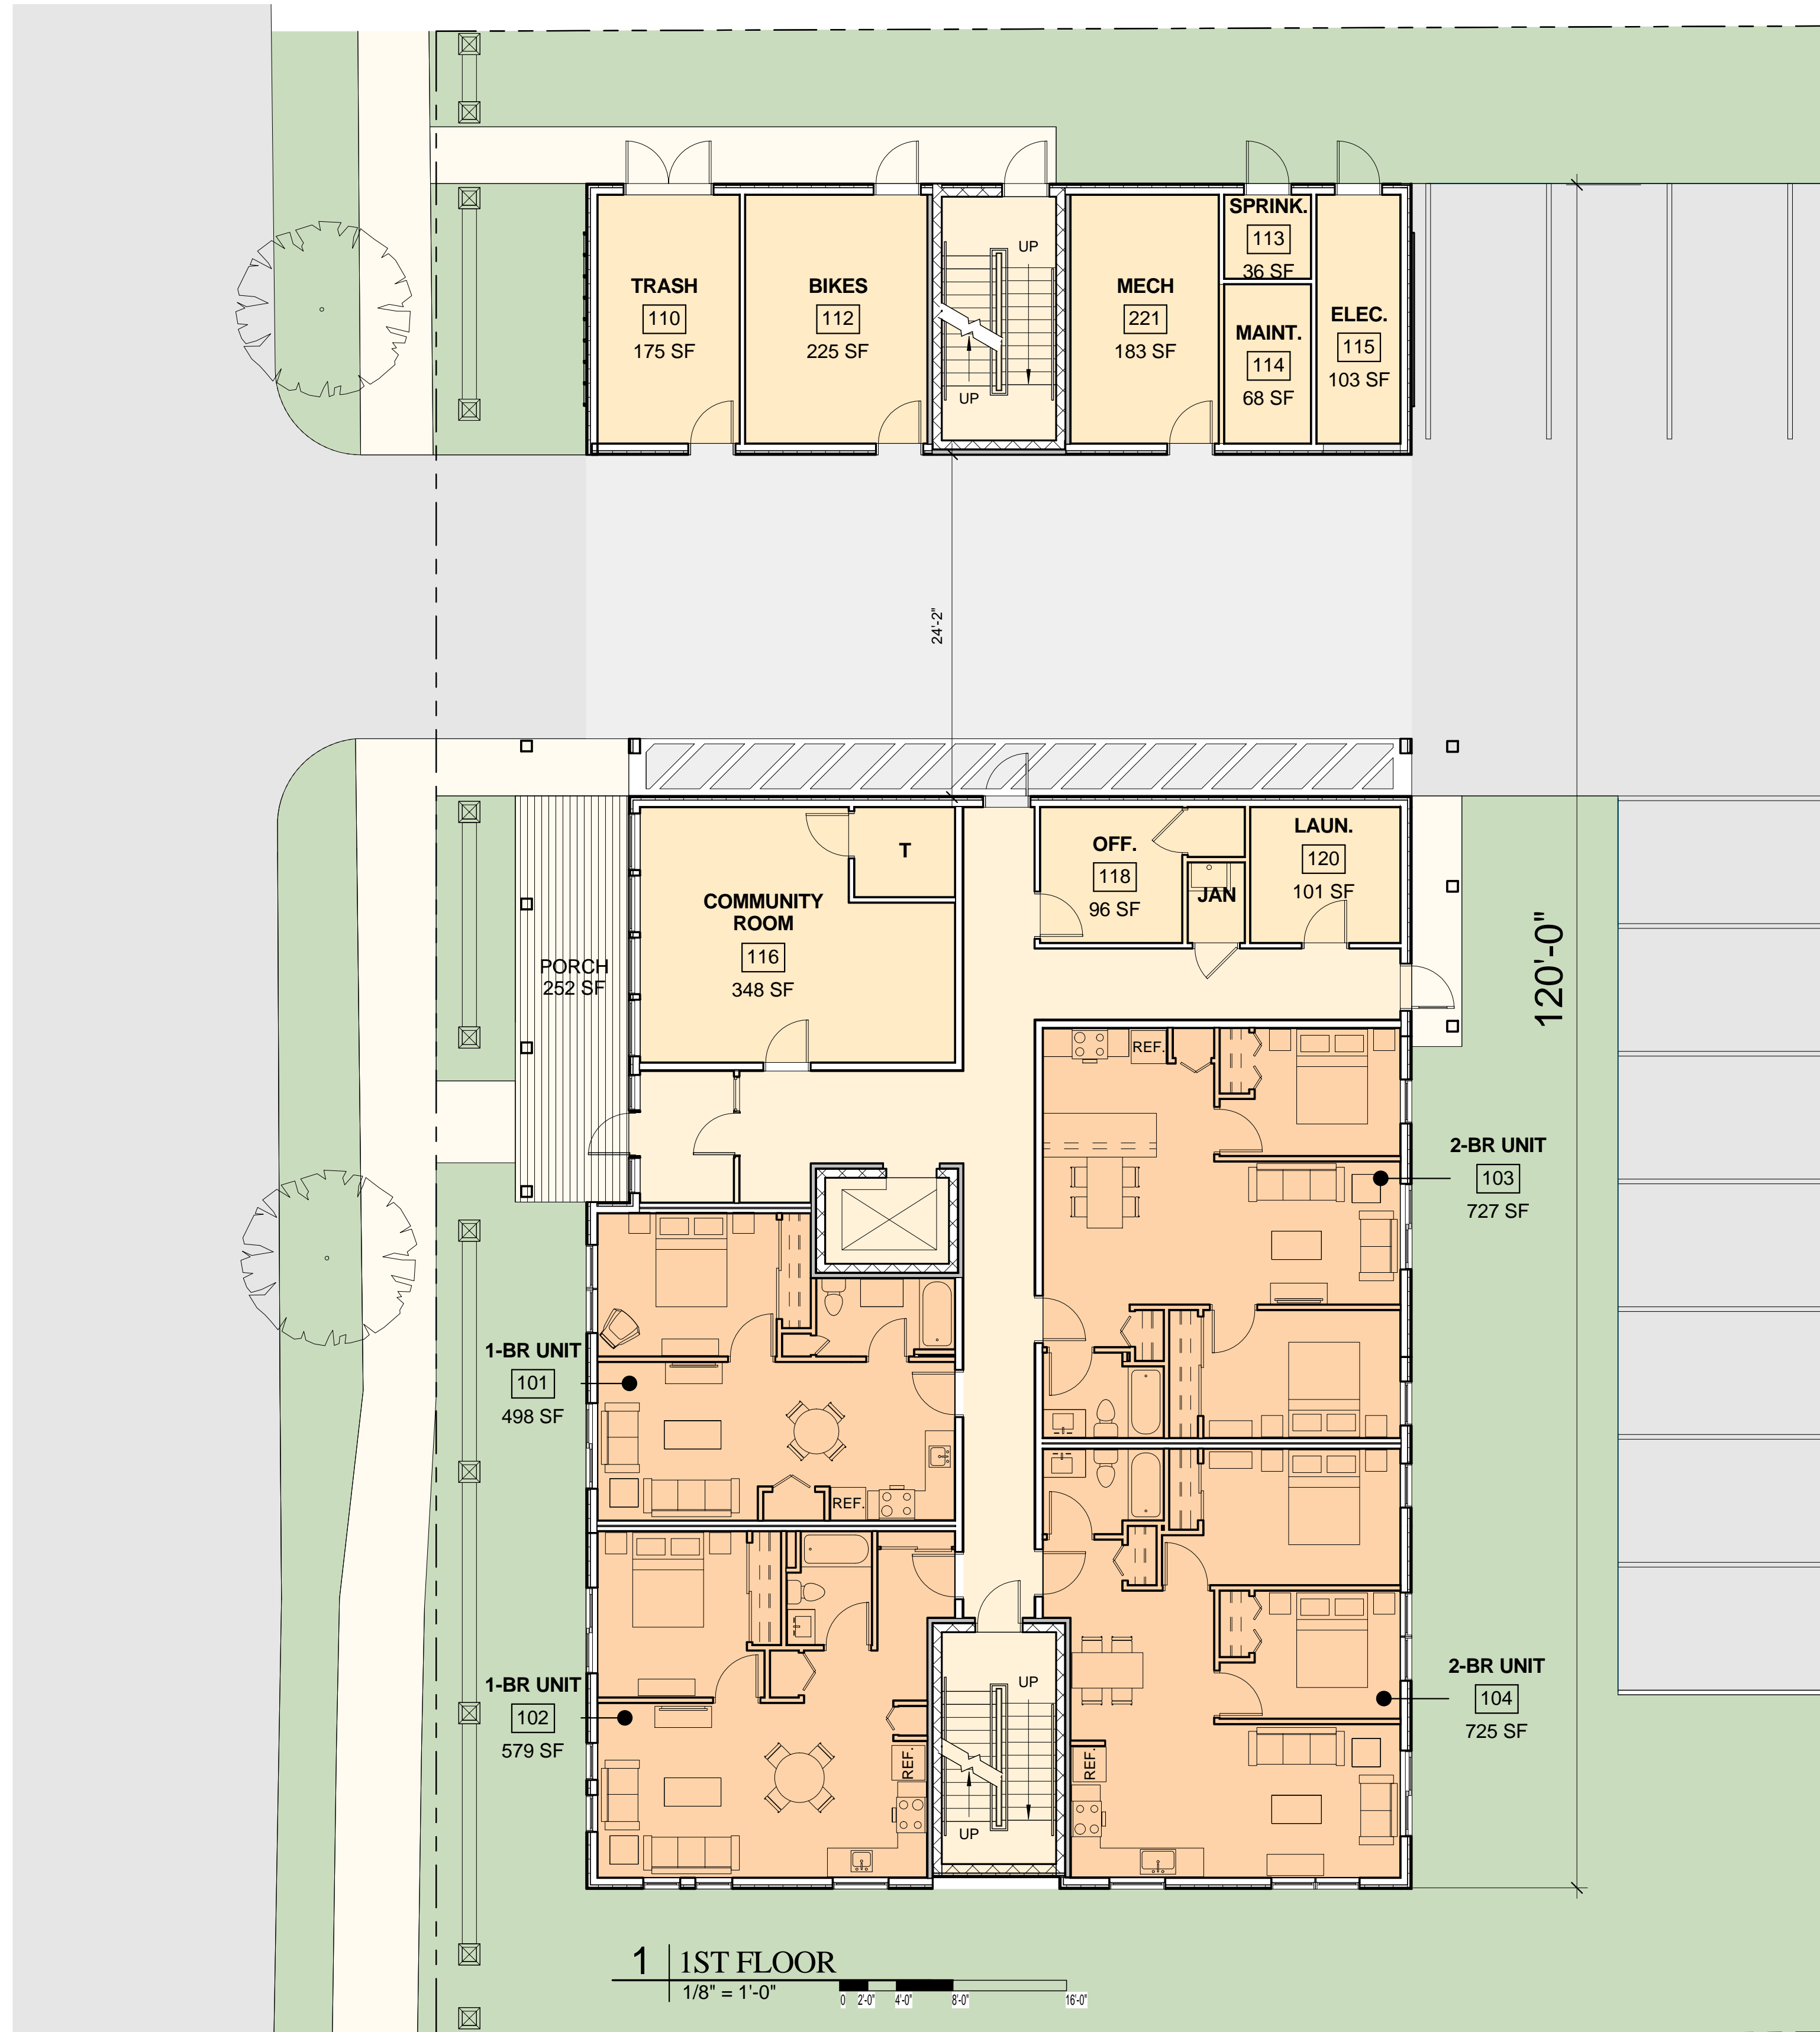 SPRINK.
113
36 SF
UP
TRASH
110
175 SF
BIKES
112
225 SF
MECH
221
183 SF
MAINT.
114
68 SF
ELEC.
115
103 SF
UP
24'-2"
COMMUNITY
ROOM
116
348 SF
T
OFF.
118
96 SF
JAN
LAUN.
120
101 SF
PORCH
252 SF
120'-0"
REF.
2-BR UNIT
103
727 SF
1-BR UNIT
101
498 SF
REF.
1-BR UNIT
102
579 SF
REF.
UP
UP
REF.
2-BR UNIT
104
725 SF
1
1ST FLOOR
1/8" = 1'-0"
0 2'-0" 4'-0" 8'-0" 16'-0"